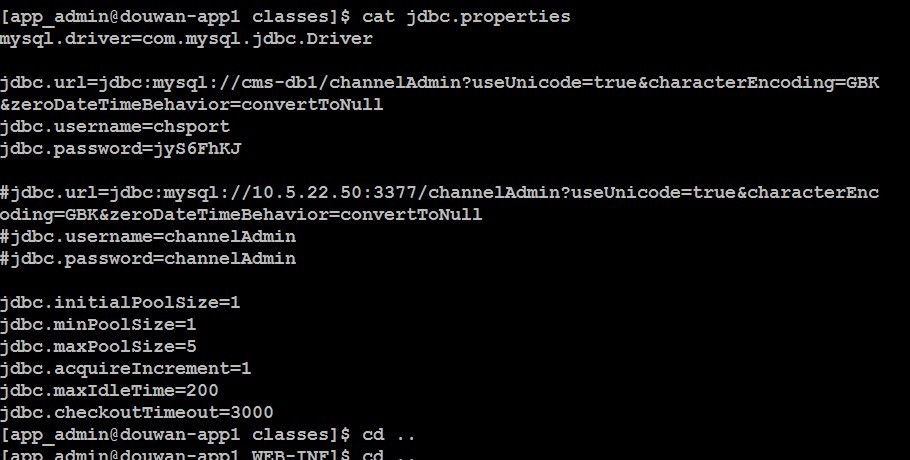 [app_admin@douwan-app1 classes]$ cat jdbc.properties
mysql.driver=com.mysql.jdbc.Driver
jdbc.url=jdbc:mysql://cms-db1/channelAdmin?useUnicode=true&characterEncoding=GBK
&zeroDateTimeBehavior=convertToNull
jdbc.username=chsport
jdbc.password=jyS6FhKJ
#jdbc.url=jdbc:mysql://10.5.22.50:3377/channelAdmin?useUnicode=true&characterEnc
oding=GBK&zeroDateTimeBehavior=convertToNull
#jdbc.username=channelAdmin
#jdbc.password=channelAdmin
jdbc.initialPoolSize=1
jdbc.minPoolSize=1
jdbc.maxPoolSize=5
jdbc.acquireIncrement=1
jdbc.maxIdleTime=200
jdbc.checkoutTimeout=3000
[app_admin@douwan-app1 classes]$ cd ..
[app_admin@douwan-app1 WEB-INF]$ cd ..